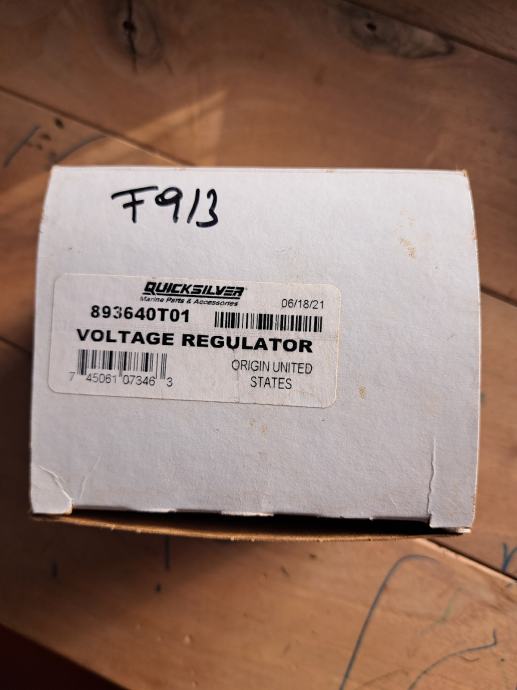 F913
QUICKSILVER
Marine Parts & Accessories
06/18/21
893640T01
VOLTAGE REGULATOR
ORIGIN UNITED
STATES
7 45061 07346 3